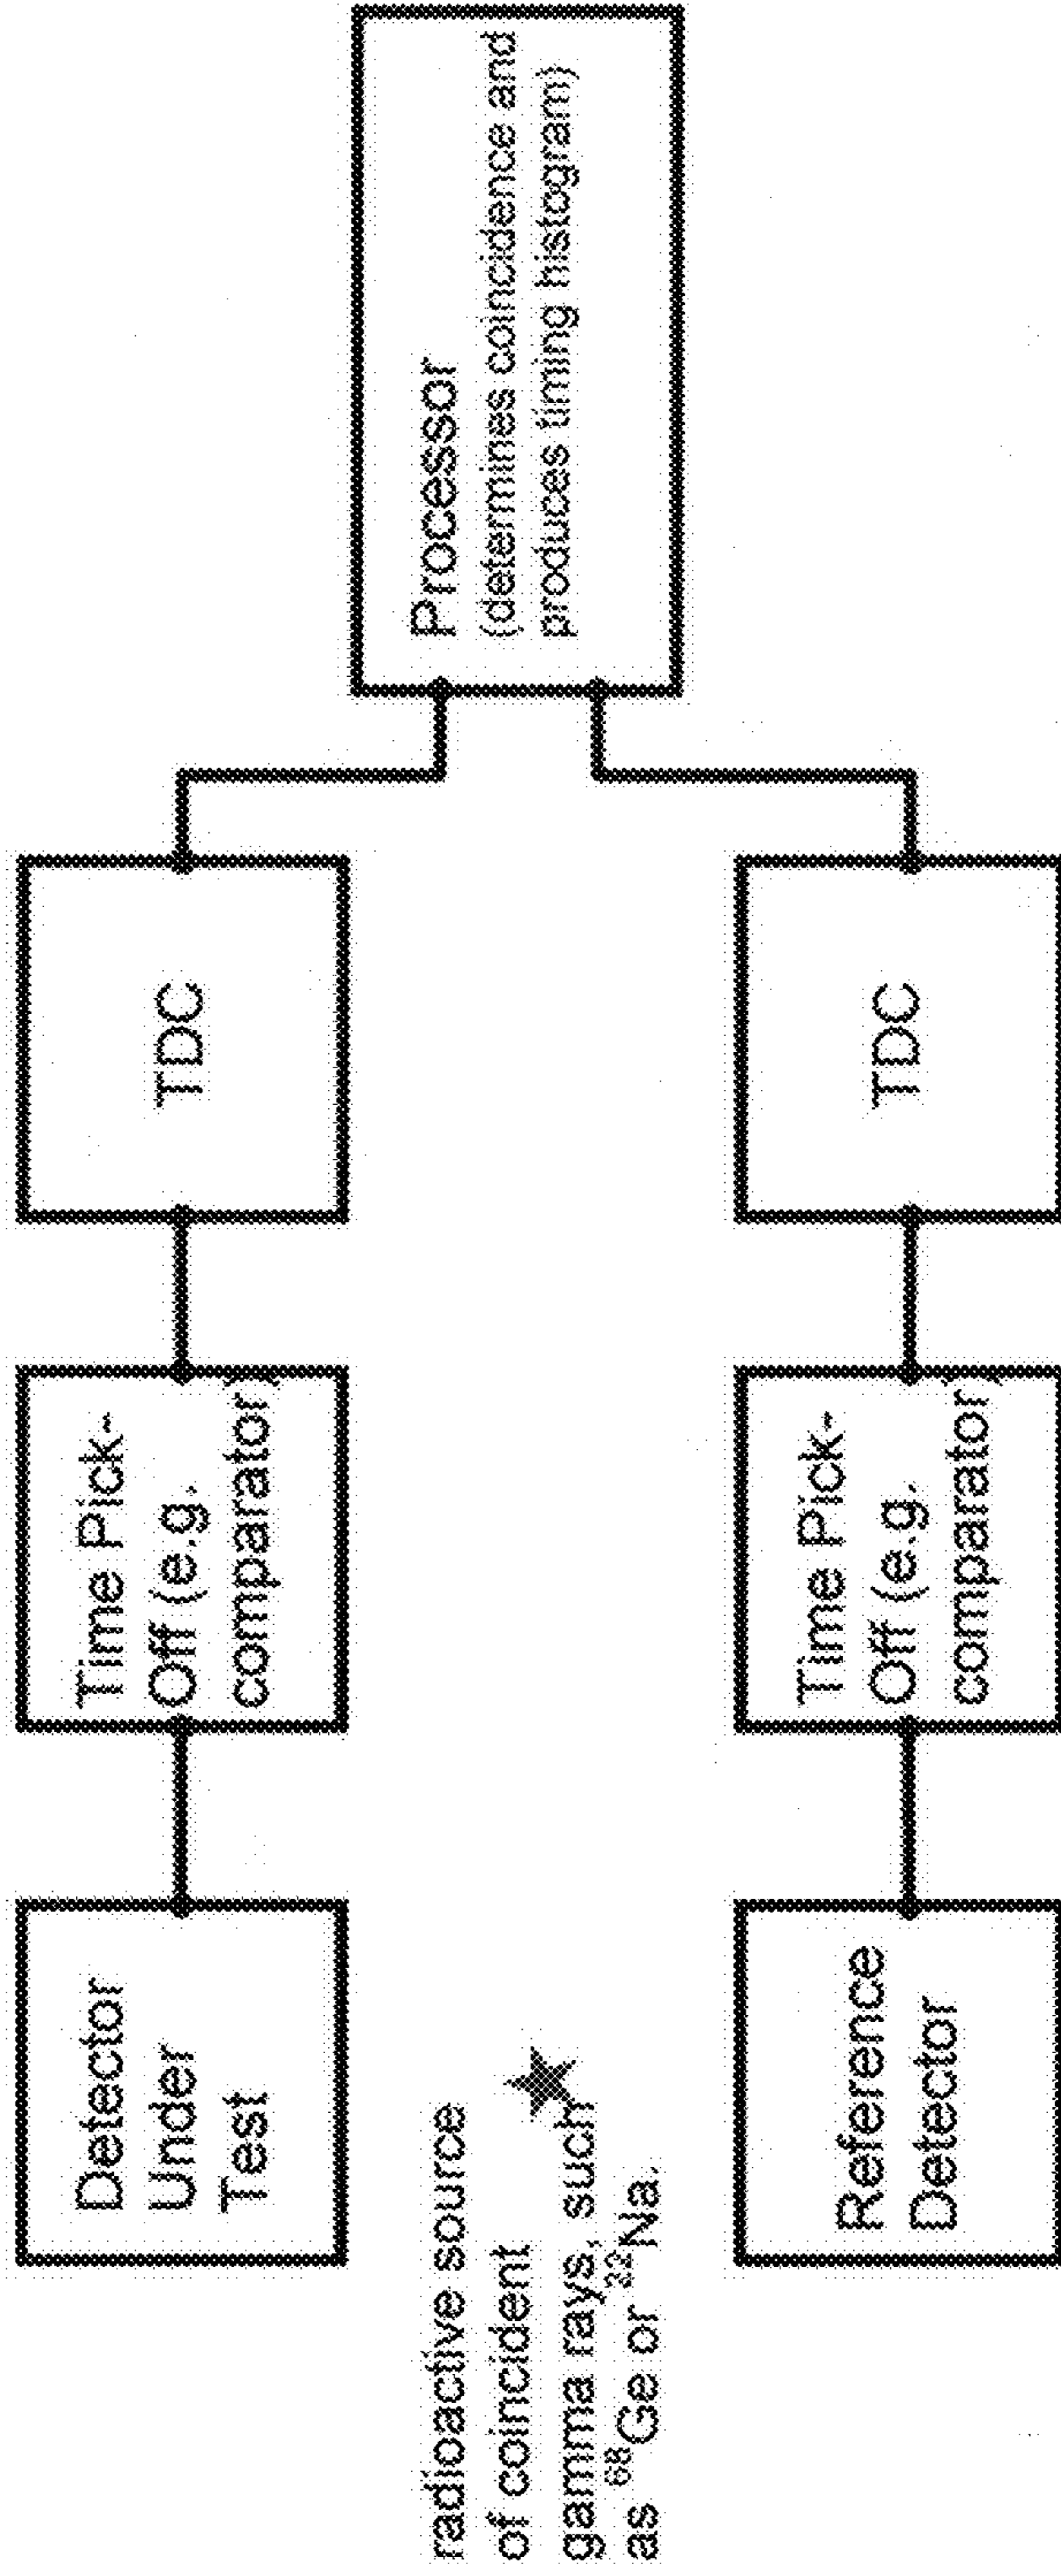 Detector
Under
Test
Time Pick-
Off (e.g.
comparator)
TDC
radioactive source
of coincident
gamma rays, such
as ⁶⁸Ge or ²²Na.
Processor
(determines coincidence and
produces timing histogram)
Reference
Detector
Time Pick-
Off (e.g.
comparator)
TDC